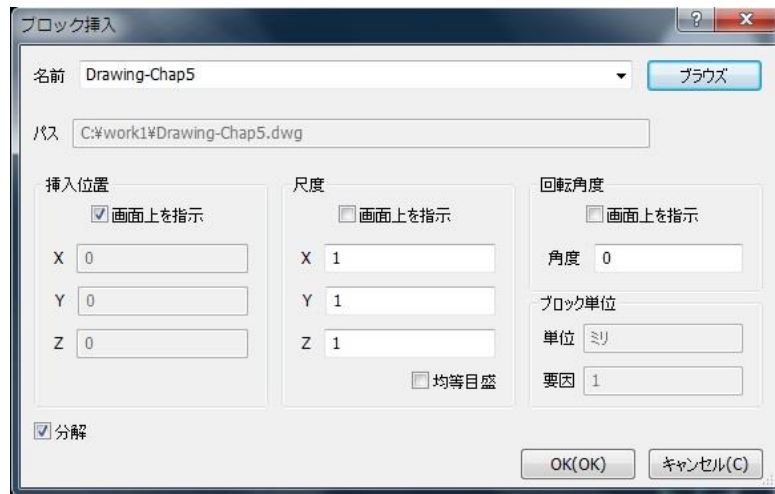 ブロック挿入
名前 Drawing-Chap5 ブラウズ
パス C:¥work1¥Drawing-Chap5.dwg
挿入位置 尺度 回転角度
画面上を指示 画面上を指示 画面上を指示
X 0 X 1 角度 0
Y 0 Y 1 ブロック単位
Z 0 Z 1 単位 ミリ
均等目盛 要因 1
分解
OK(OK) キャンセル(C)